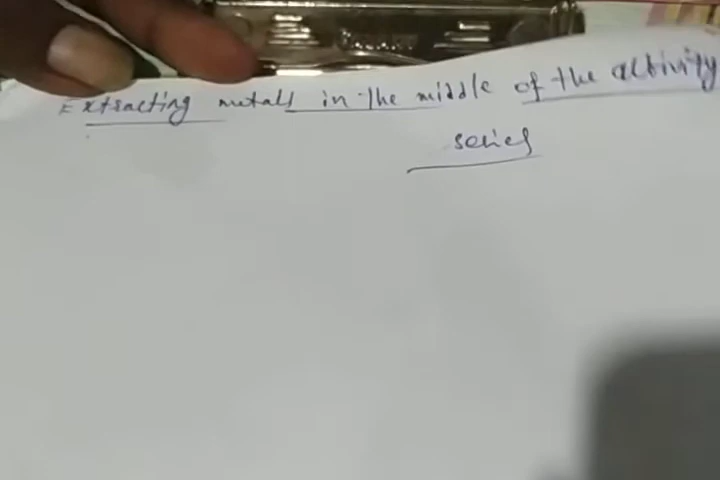 Extracting metals in the middle of the activity
series